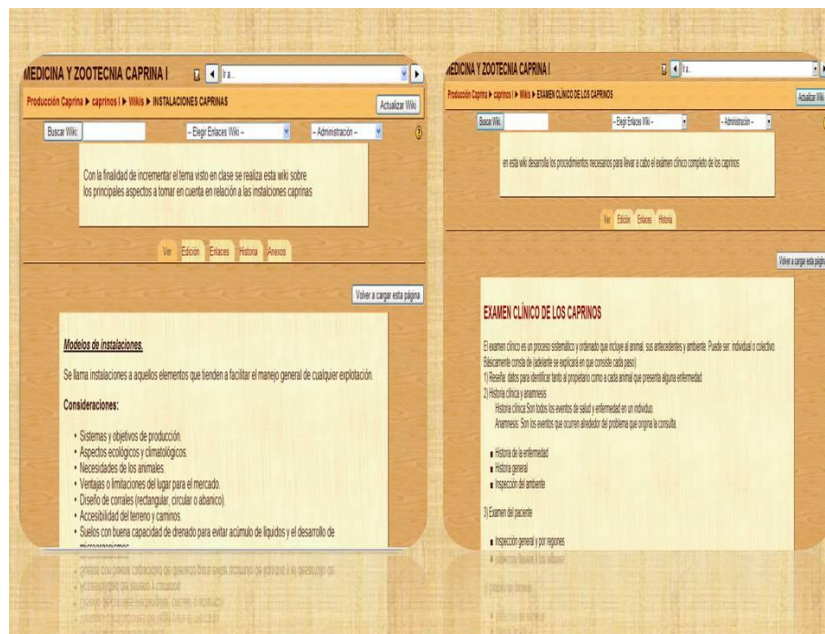 MEDICINA Y ZOOTECNIA CAPRINA I
Ir a...
Producción Caprina ▶ caprinos I ▶ Wikis ▶ INSTALACIONES CAPRINAS
Actualizar Wiki
Buscar Wiki:
-- Elegir Enlaces Wiki --
-- Administración --
Con la finalidad de incrementar el tema visto en clase se realiza esta wiki sobre
los principales aspectos a tomar en cuenta en relación a las instalciones caprinas
Ver Edición Enlaces Historia Anexos
Volver a cargar esta página
Modelos de instalaciones.
Se llama instalaciones a aquellos elementos que tienden a facilitar el manejo general de cualquier explotación.
Consideraciones:
• Sistemas y objetivos de producción.
• Aspectos ecológicos y climatológicos.
• Necesidades de los animales.
• Ventajas o limitaciones del lugar para el mercado.
• Diseño de corrales (rectangular, circular o abanico).
• Accesibilidad del terreno y caminos.
• Suelos con buena capacidad de drenado para evitar acúmulo de líquidos y el desarrollo de
MEDICINA Y ZOOTECNIA CAPRINA I
Ir a...
Producción Caprina ▶ caprinos I ▶ Wikis ▶ EXAMEN CLÍNICO DE LOS CAPRINOS
Actualizar Wiki
Buscar Wiki:
-- Elegir Enlaces Wiki --
-- Administración --
en esta wiki desarrolla los procedimientos necesarios para llevar a cabo el exámen clínico completo de los caprinos
Ver Edición Enlaces Historia
Volver a cargar esta página
EXAMEN CLÍNICO DE LOS CAPRINOS
El examen clínico es un proceso sistemático y ordenado que incluye al animal, sus antecedentes y ambiente. Puede ser: individual o colectivo.
Básicamente consta de (adelante se explicará en que consiste cada paso):
1) Reseña: datos para identificar tanto al propietario como a cada animal que presenta alguna enfermedad
2) Historia clínica y anamnesis
Historia clínica:Son todos los eventos de salud y enfermedad en un individuo.
Anamnesis: Son los eventos que ocurren alrededor del problema que origina la consulta.
■ Historia de la enfermedad
■ Historia general
■ Inspección del ambiente
3) Examen del paciente
■ Inspección general y por regiones